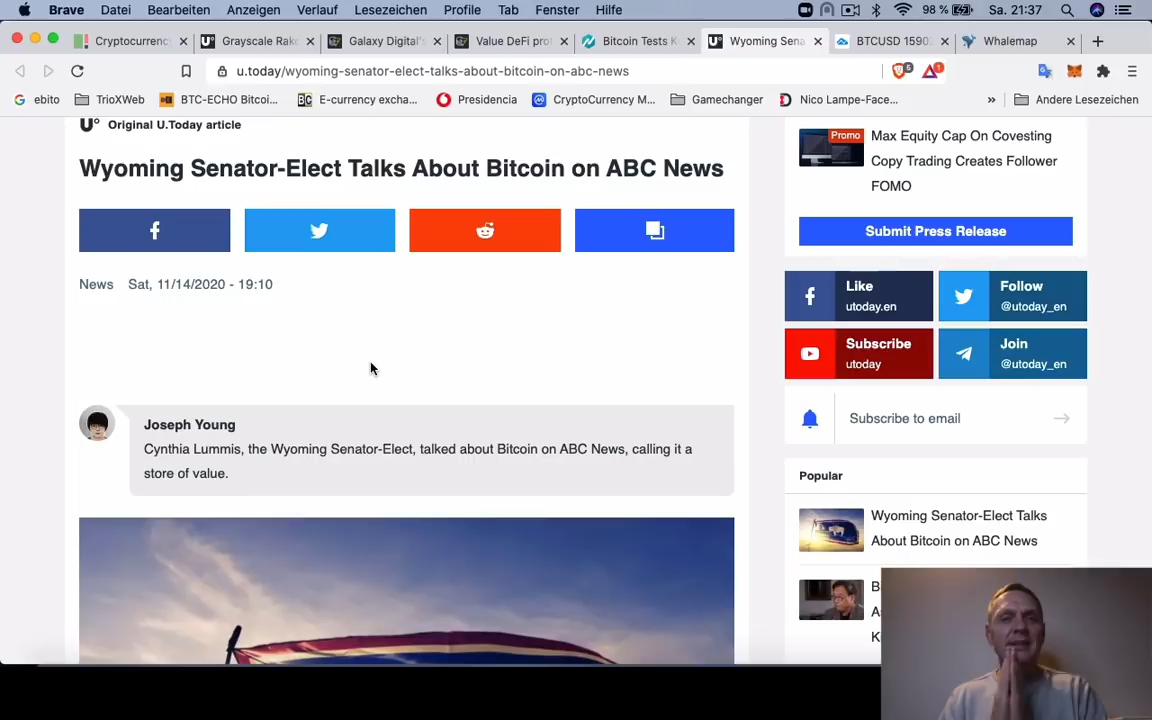 Brave Datei Bearbeiten Anzeigen Verlauf Lesezeichen Profile Tab Fenster Hilfe 98 % Sa. 21:37
Cryptocurrenc Grayscale Rak Galaxy Digital's Value DeFi pro Bitcoin Tests K Wyoming Sena BTCUSD 1590 Whalemap
u.today/wyoming-senator-elect-talks-about-bitcoin-on-abc-news
ebito TrioXWeb BTC-ECHO Bitcoi... E-currency excha... Presidencia CryptoCurrency M... Gamechanger Nico Lampe-Face... » Andere Lesezeichen
U° Original U.Today article
Wyoming Senator-Elect Talks About Bitcoin on ABC News
News Sat, 11/14/2020 - 19:10
Joseph Young
Cynthia Lummis, the Wyoming Senator-Elect, talked about Bitcoin on ABC News, calling it a
store of value.
Promo
Max Equity Cap On Covesting
Copy Trading Creates Follower
FOMO
Submit Press Release
Like
utoday.en
Follow
@utoday_en
Subscribe
utoday
Join
@utoday_en
Subscribe to email
Popular
Wyoming Senator-Elect Talks
About Bitcoin on ABC News